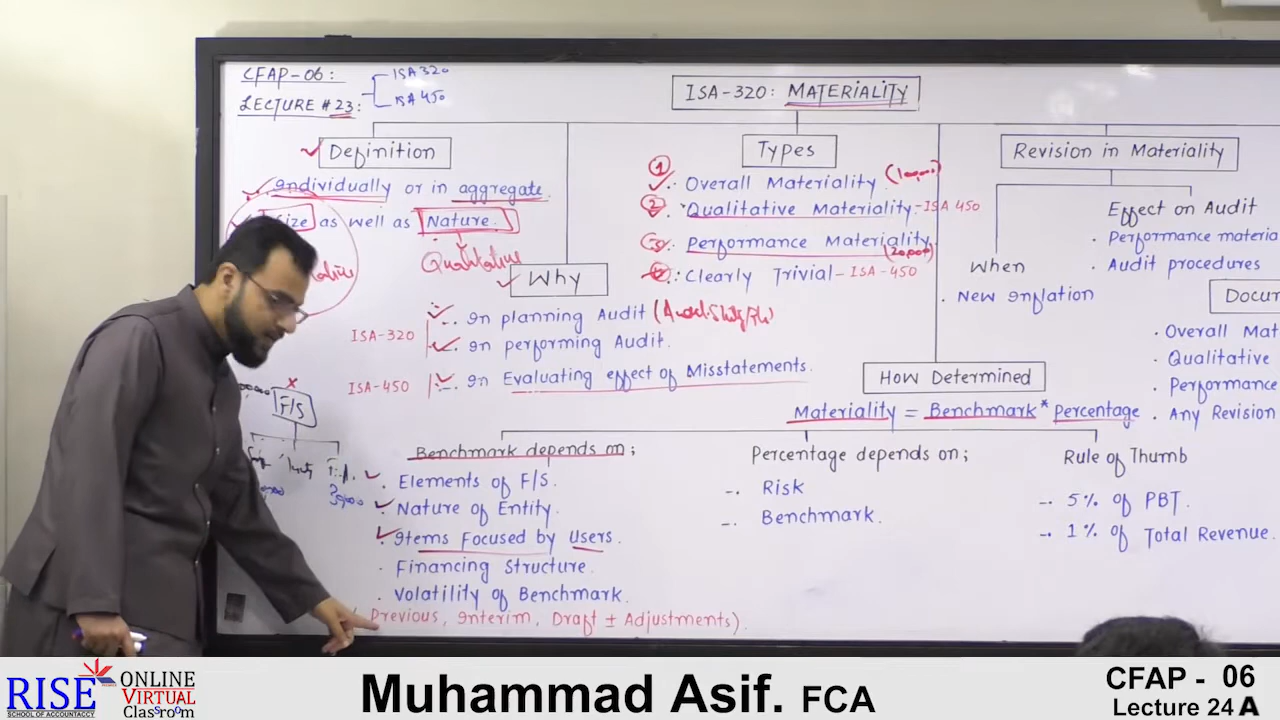 CFAP-06:
ISA 320
LECTURE # 23:
ISA 450
ISA-320: MATERIALITY
Definition
individually or in aggregate.
Size as well as Nature.
Qualitative
Why
ISA-320
In planning Audit
In performing Audit.
ISA-450
In Evaluating effect of Misstatements.
F/S
Types
1
Overall Materiality
2
Qualitative Materiality-ISA 450
3
Performance Materiality
Clearly Trivial-ISA-450
Revision in Materiality
When
New inflation
Effect on Audit
Performance materia
Audit procedures
Docu
Overall Mat
Qualitative
Performance
Any Revision
How Determined
Materiality = Benchmark * percentage
Benchmark depends on;
Elements of F/S.
Nature of Entity.
Items Focused by Users.
Financing Structure.
Volatility of Benchmark.
Previous, Interim, Draft ± Adjustments).
Percentage depends on;
Risk
Benchmark.
Rule of Thumb
5% of PBT.
1% of Total Revenue.
RISE
SCHOOL OF ACCOUNTANCY
ONLINE
VIRTUAL
Classroom
Muhammad Asif. FCA
CFAP - 06
Lecture 24 A